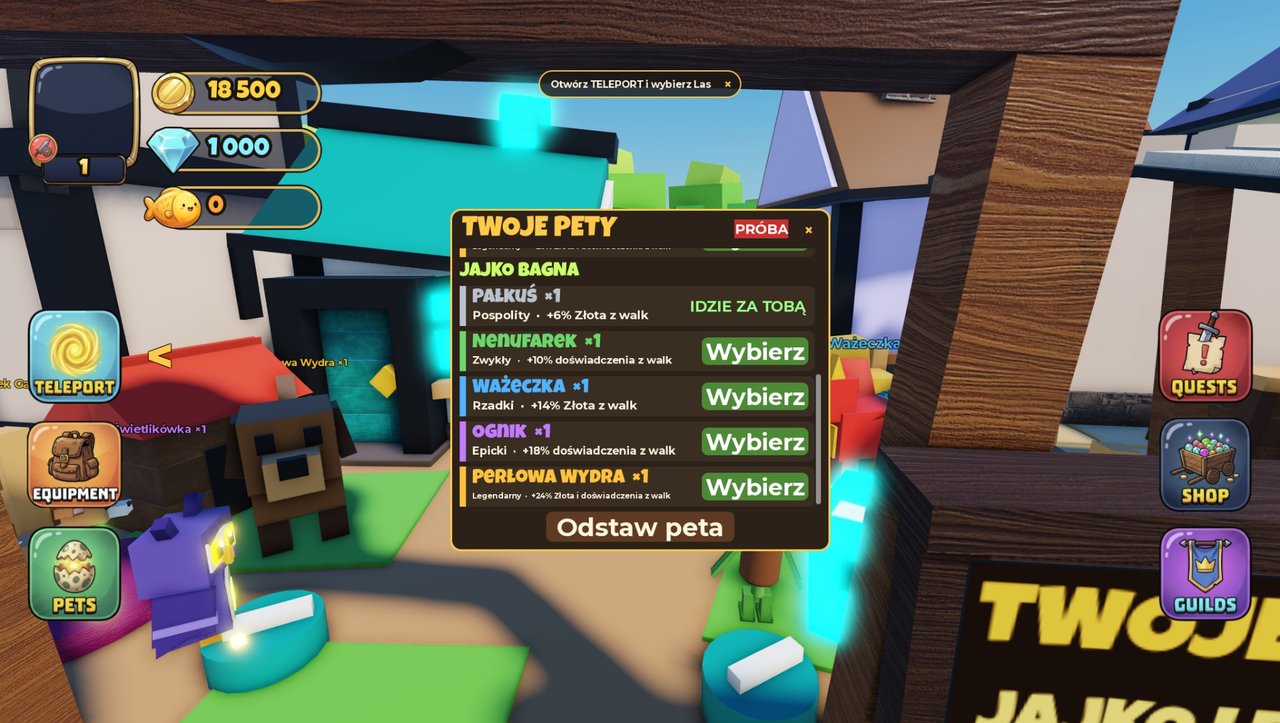 18 500
1 000
0
1
Otwórz TELEPORT i wybierz Las ×
TWOJE PETY
PRÓBA ×
JAJKO BAGNA
PAŁKUŚ ×1
Pospolity · +6% Złota z walk
IDZIE ZA TOBĄ
NENUFAREK ×1
Zwykły · +10% doświadczenia z walk
Wybierz
WAŻECZKA ×1
Rzadki · +14% Złota z walk
Wybierz
OGNIK ×1
Epicki · +18% doświadczenia z walk
Wybierz
PERŁOWA WYDRA ×1
Legendarny · +24% Złota i doświadczenia z walk
Wybierz
Odstaw peta
TELEPORT
<
EQUIPMENT
PETS
QUESTS
SHOP
GUILDS
Wydra ×1
Ważeczka
TWOJE